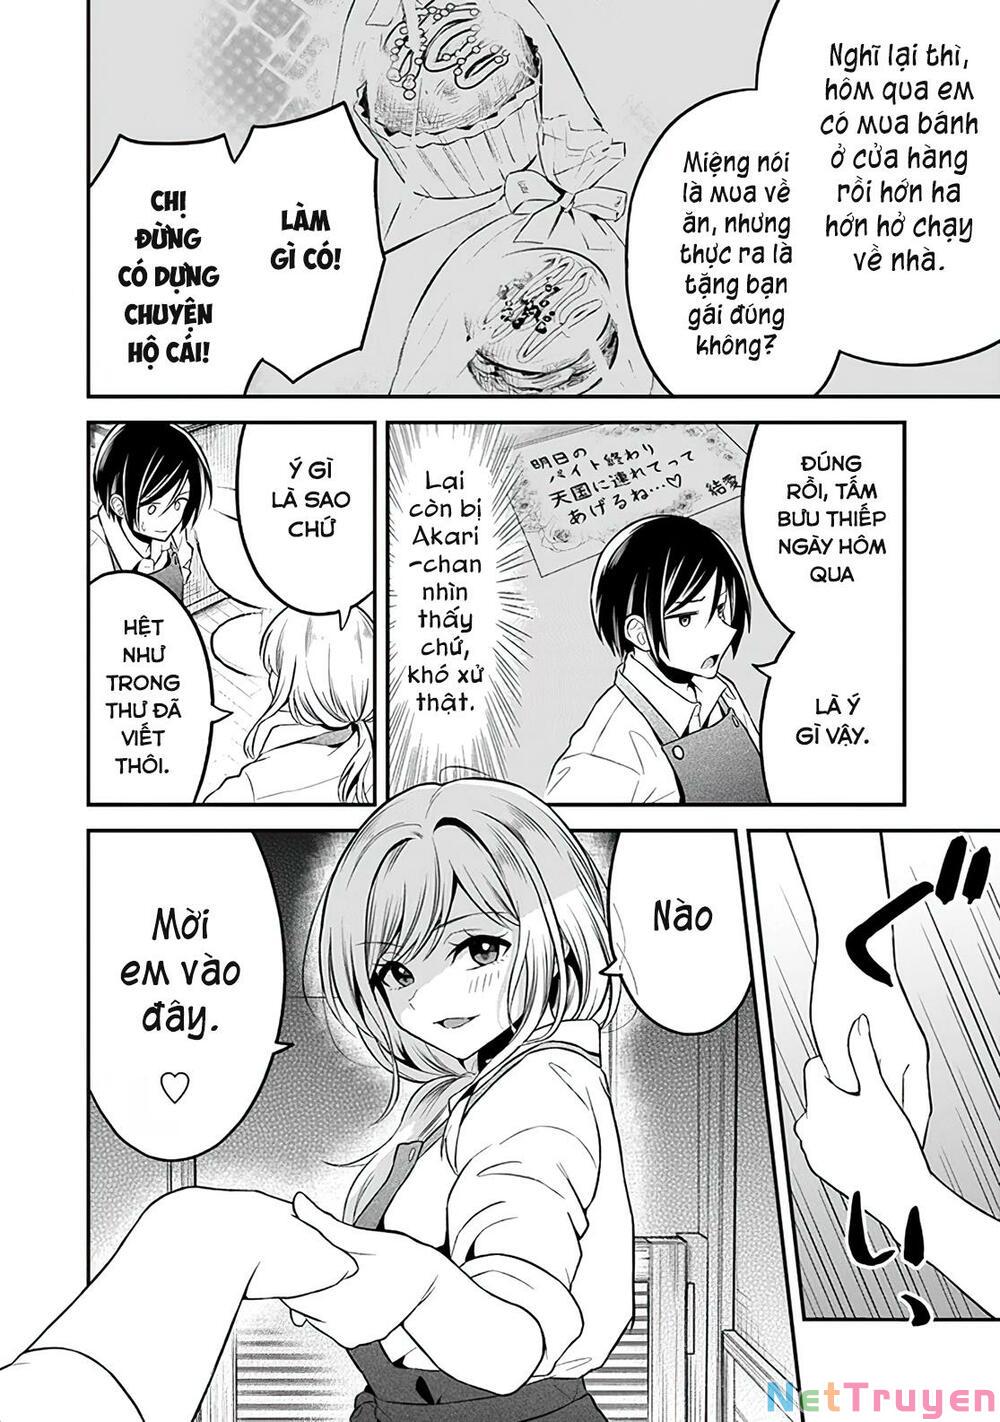 Nghĩ lại thì,
hôm qua em
có mua bánh
ở cửa hàng
rồi hớn ha
hớn hở chạy
về nhà.
Miệng nói
là mua về
ăn, nhưng
thực ra là
tặng bạn
gái đúng
không?
LÀM
GÌ CÓ!
CHỊ
ĐỪNG
CÓ DỰNG
CHUYỆN
HỘ CÁI!
ĐÚNG
RỒI, TẤM
BƯU THIẾP
NGÀY HÔM
QUA
LÀ Ý
GÌ VẬY.
明日の
バイト終わり
天国に連れてって
あげるね…♡
結愛
Lại
còn bị
Akari
-chan
nhìn
thấy
chứ,
khó xử
thật.
Ý GÌ
LÀ SAO
CHỨ
HỆT
NHƯ
TRONG
THƯ ĐÃ
VIẾT
THÔI.
ぐい
Nào
Mời
em vào
đây.
♡
NetTruyen